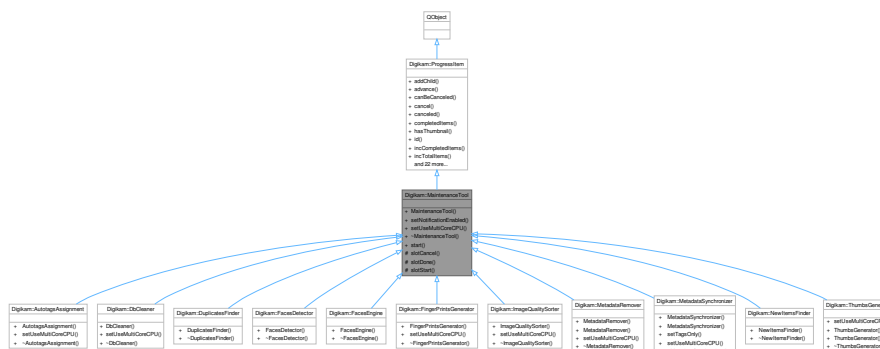 QObject
Digikam::ProgressItem
+ addChild()
+ advance()
+ canBeCanceled()
+ cancel()
+ canceled()
+ completedItems()
+ hasThumbnail()
+ id()
+ incCompletedItems()
+ incTotalItems()
and 22 more...
Digikam::MaintenanceTool
+ MaintenanceTool()
+ setNotificationEnabled()
+ setUseMultiCoreCPU()
+ ~MaintenanceTool()
+ start()
# slotCancel()
# slotDone()
# slotStart()
Digikam::AutotagsAssignment
+ AutotagsAssignment()
+ setUseMultiCoreCPU()
+ ~AutotagsAssignment()
Digikam::DbCleaner
+ DbCleaner()
+ setUseMultiCoreCPU()
+ ~DbCleaner()
Digikam::DuplicatesFinder
+ DuplicatesFinder()
+ ~DuplicatesFinder()
Digikam::FacesDetector
+ FacesDetector()
+ ~FacesDetector()
Digikam::FacesEngine
+ FacesEngine()
+ ~FacesEngine()
Digikam::FingerPrintsGenerator
+ FingerPrintsGenerator()
+ setUseMultiCoreCPU()
+ ~FingerPrintsGenerator()
Digikam::ImageQualitySorter
+ ImageQualitySorter()
+ setUseMultiCoreCPU()
+ ~ImageQualitySorter()
Digikam::MetadataRemover
+ MetadataRemover()
+ MetadataRemover()
+ setUseMultiCoreCPU()
+ ~MetadataRemover()
Digikam::MetadataSynchronizer
+ MetadataSynchronizer()
+ MetadataSynchronizer()
+ setTagsOnly()
+ setUseMultiCoreCPU()
Digikam::NewItemsFinder
+ NewItemsFinder()
+ ~NewItemsFinder()
Digikam::ThumbsGenera
+ setUseMultiCoreCP
+ ThumbsGenerator(
+ ThumbsGenerator(
+ ~ThumbsGenerator